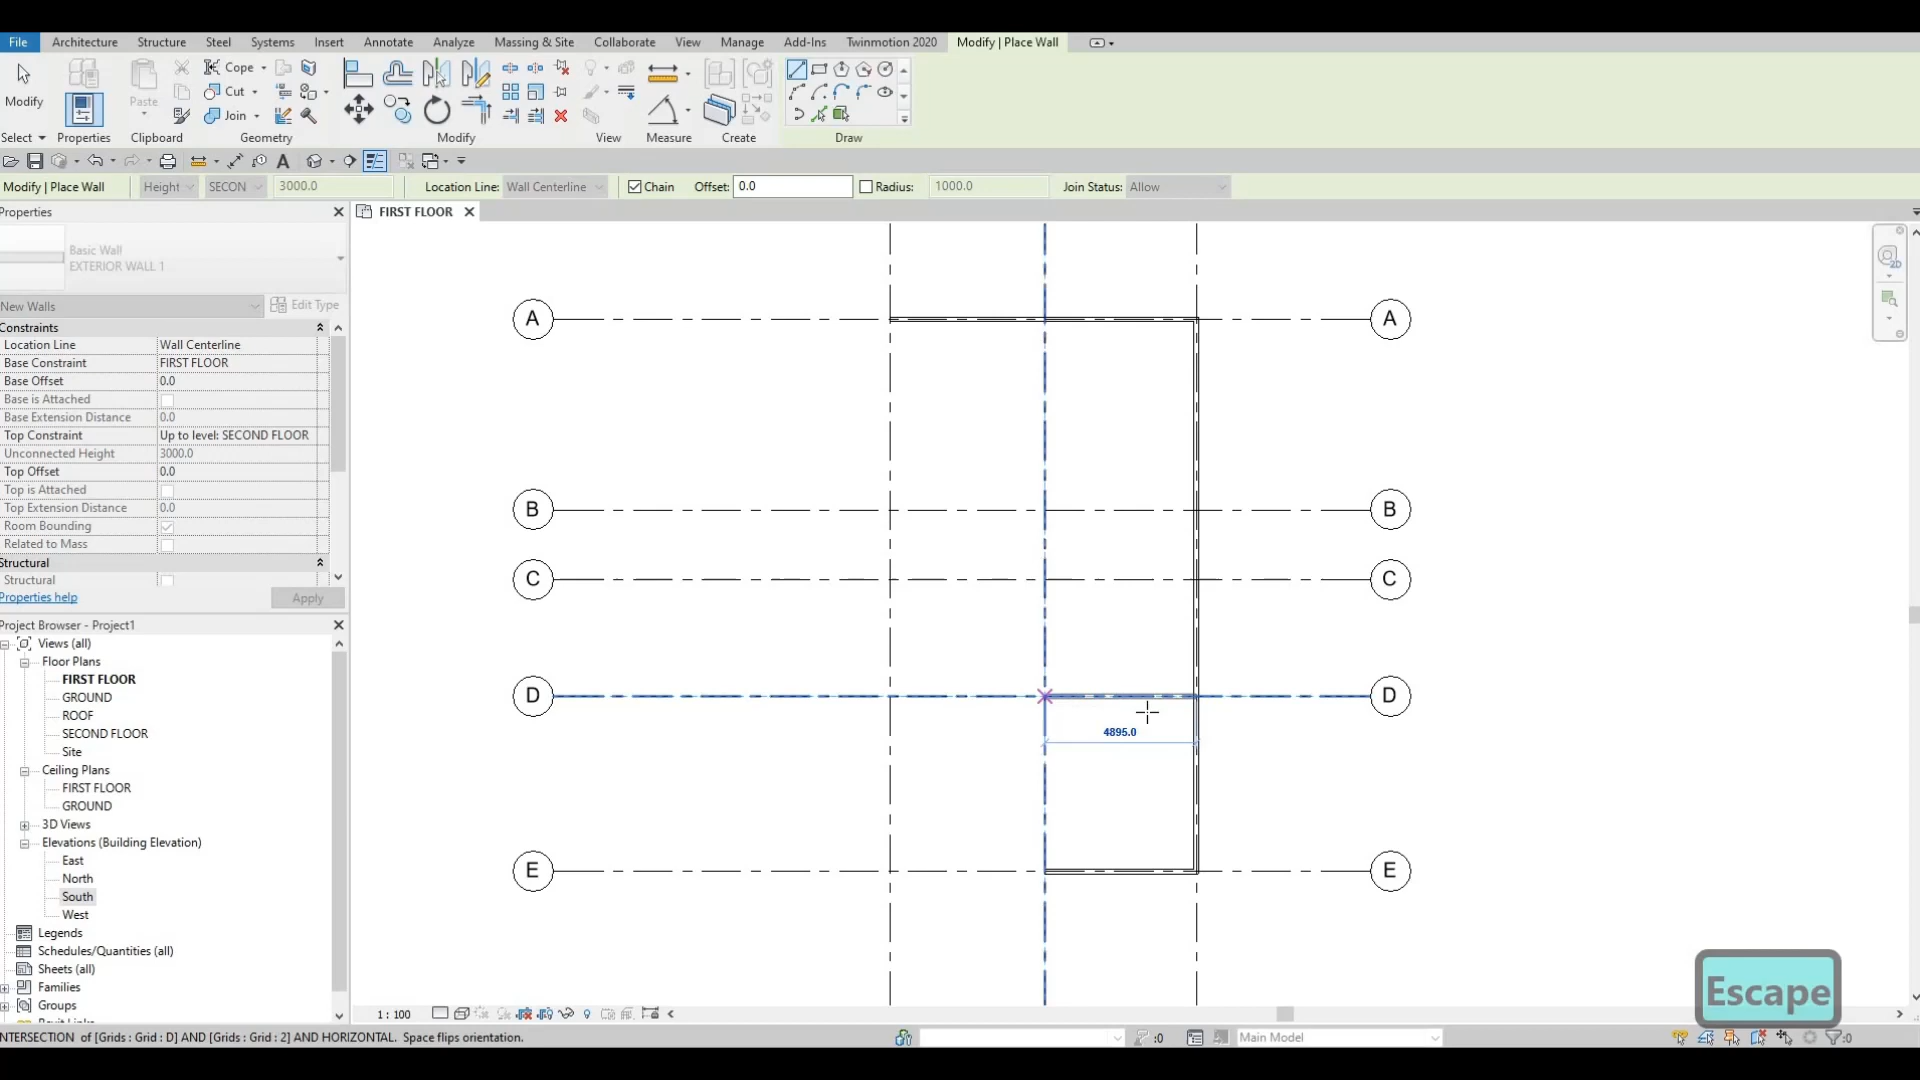 File Architecture Structure Steel Systems Insert Annotate Analyze Massing & Site Collaborate View Manage Add-Ins Twinmotion 2020 Modify | Place Wall
Cope
Cut
Join
Modify
Paste
Select Properties Clipboard Geometry Modify View Measure Create Draw
A
Modify | Place Wall Height SECON 3000.0 Location Line: Wall Centerline Chain Offset: 0.0 Radius: 1000.0 Join Status: Allow
Properties
FIRST FLOOR
Basic Wall
EXTERIOR WALL 1
New Walls Edit Type
Constraints
Location Line Wall Centerline
Base Constraint FIRST FLOOR
Base Offset 0.0
Base is Attached
Base Extension Distance 0.0
Top Constraint Up to level: SECOND FLOOR
Unconnected Height 3000.0
Top Offset 0.0
Top is Attached
Top Extension Distance 0.0
Room Bounding
Related to Mass
Structural
Structural
Properties help Apply
Project Browser - Project1
Views (all)
Floor Plans
FIRST FLOOR
GROUND
ROOF
SECOND FLOOR
Site
Ceiling Plans
FIRST FLOOR
GROUND
3D Views
Elevations (Building Elevation)
East
North
South
West
Legends
Schedules/Quantities (all)
Sheets (all)
Families
Groups
2D
A A
B B
C C
D D
4895.0
E E
Escape
1 : 100
NTERSECTION of [Grids : Grid : D] AND [Grids : Grid : 2] AND HORIZONTAL. Space flips orientation. :0 Main Model :0